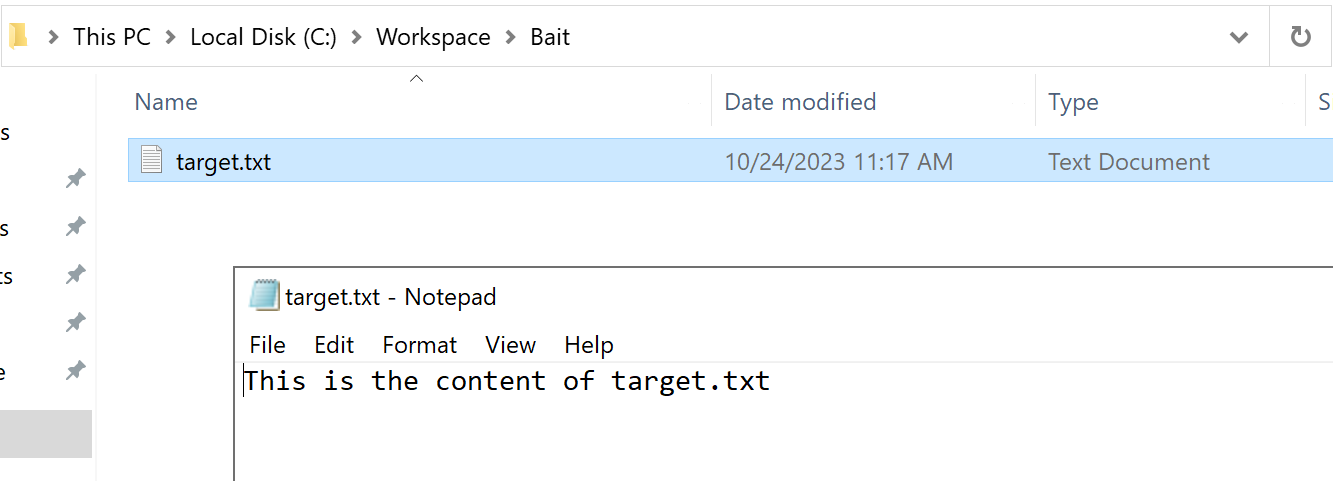 This PC > Local Disk (C:) > Workspace > Bait
Name Date modified Type S
target.txt 10/24/2023 11:17 AM Text Document
target.txt - Notepad
File Edit Format View Help
This is the content of target.txt